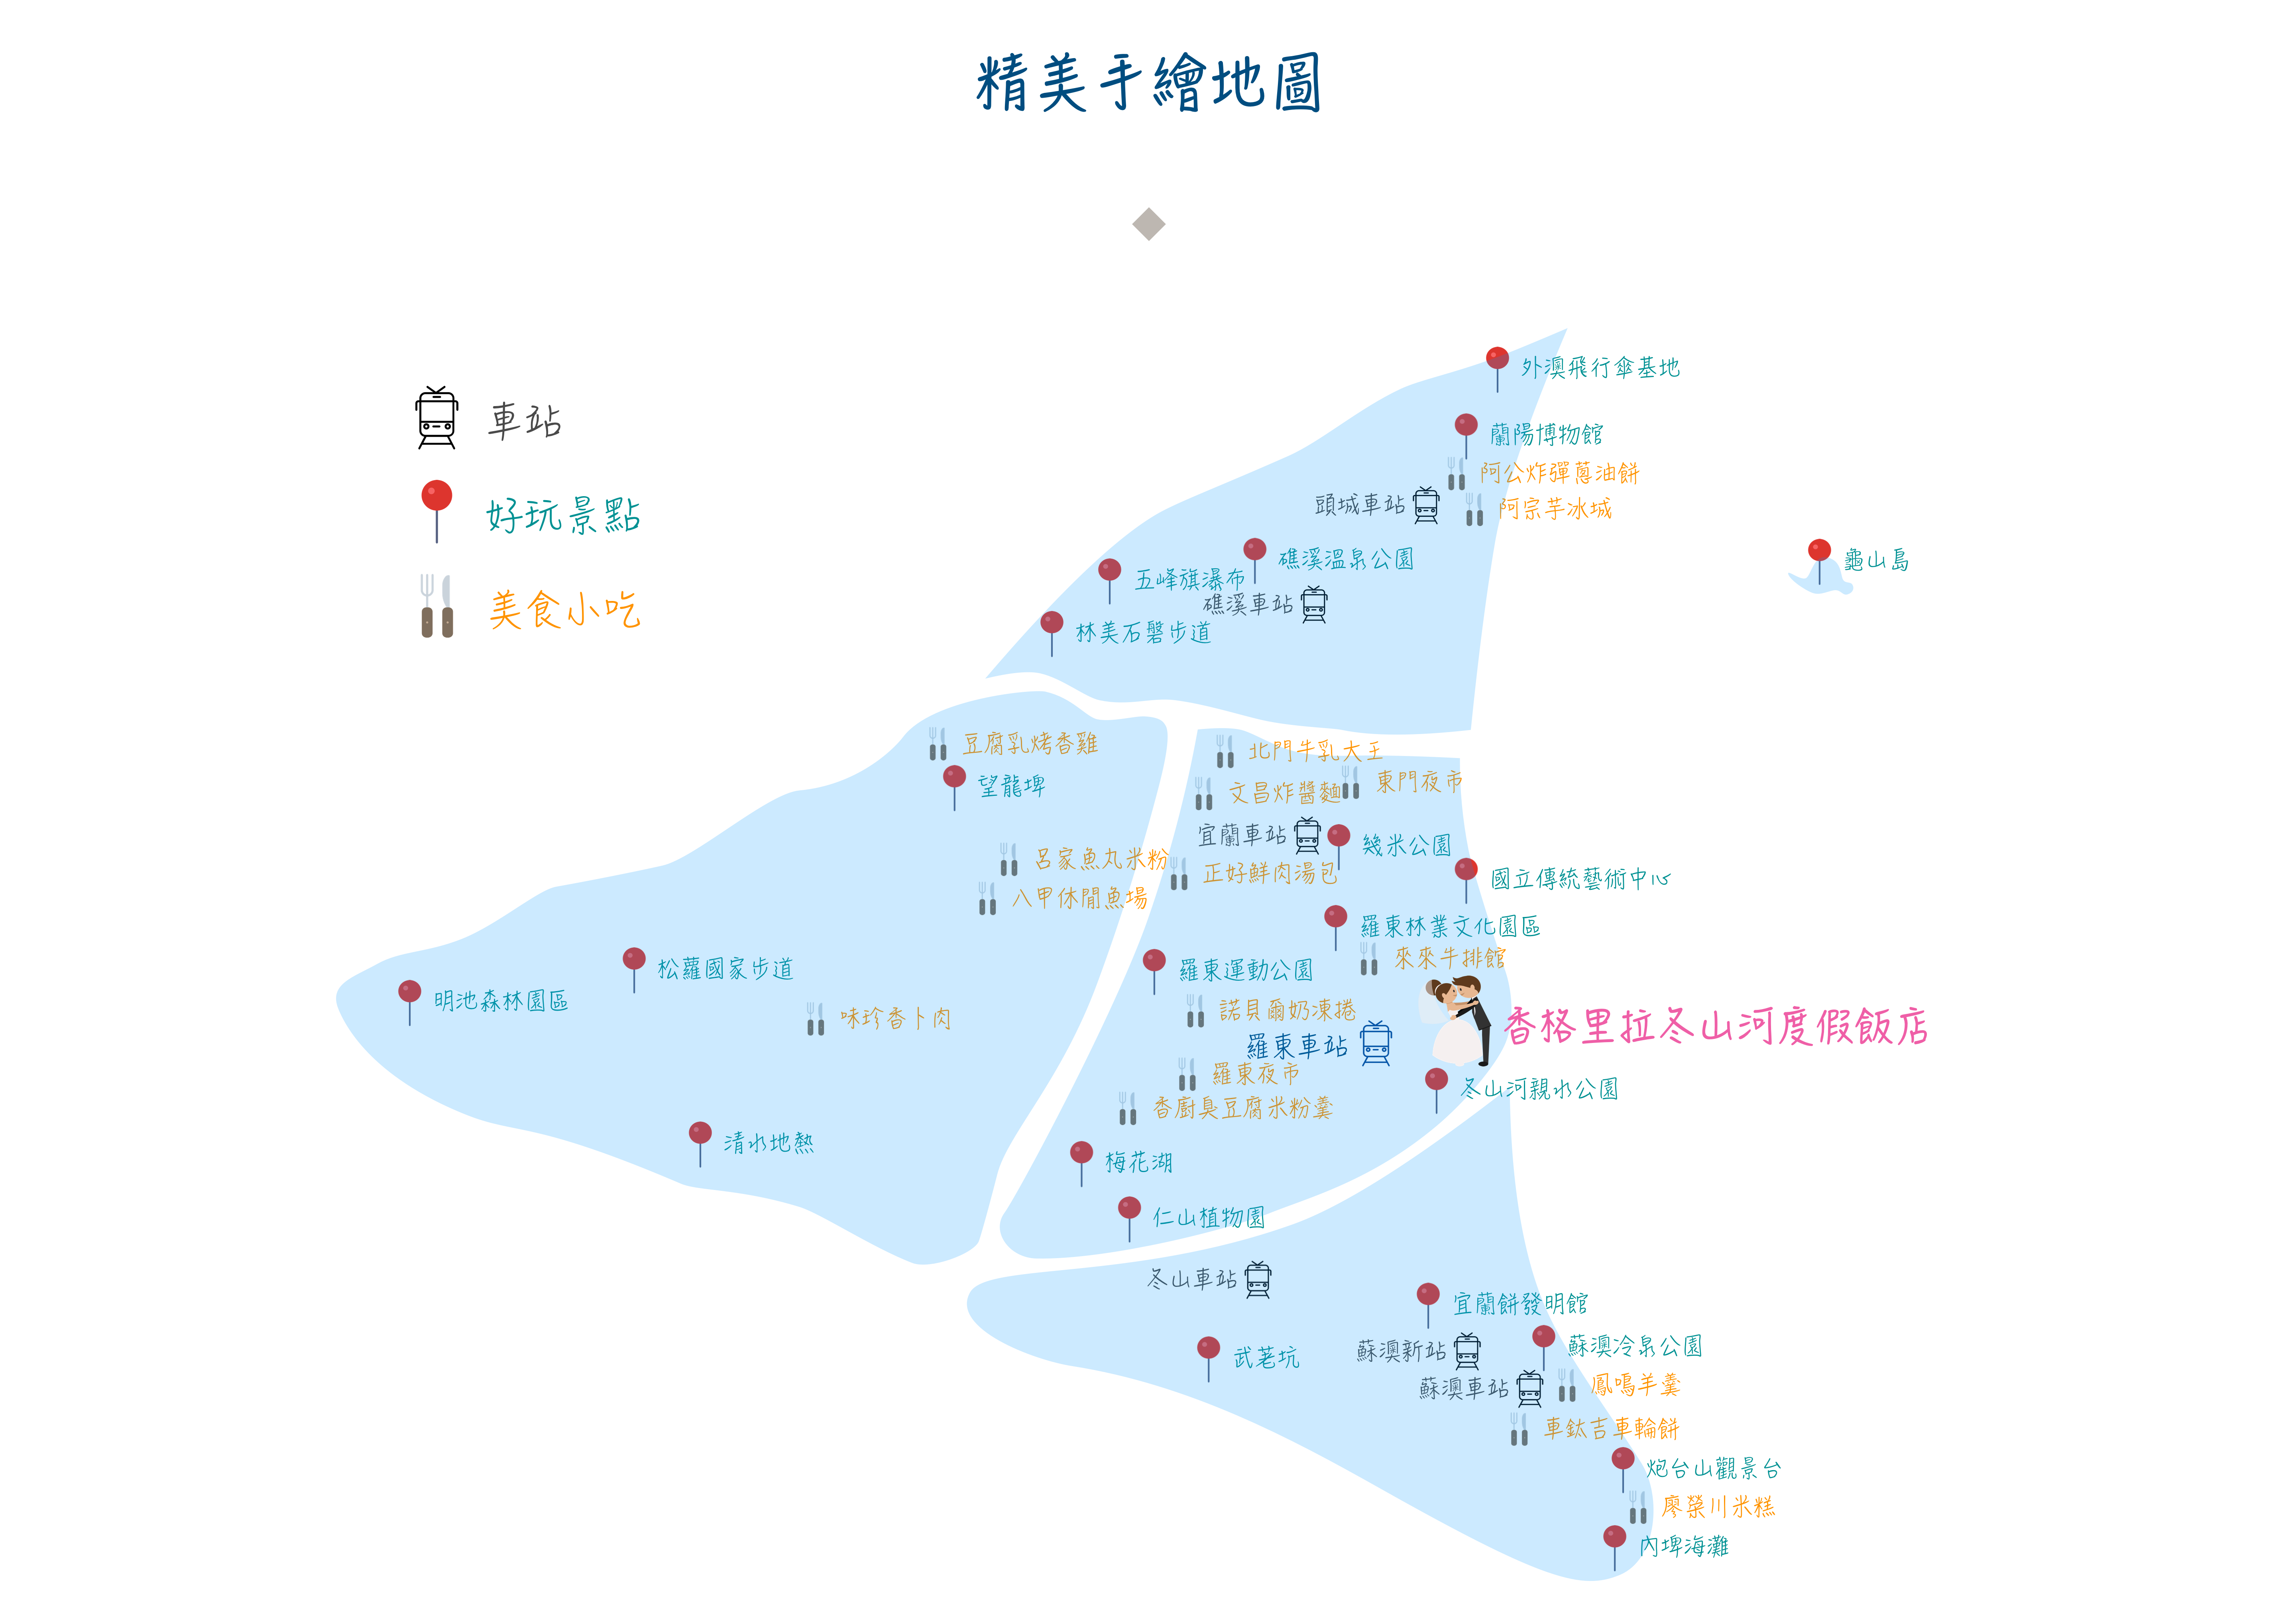 精美手繪地圖
車站
好玩景點
美食小吃
外澳飛行傘基地
蘭陽博物館
阿公炸彈蔥油餅
頭城車站
阿宗芋冰城
礁溪溫泉公園
龜山島
五峰旗瀑布
礁溪車站
林美石磐步道
豆腐乳烤香雞
北門牛乳大王
望龍埤
東門夜市
文昌炸醬麵
宜蘭車站
幾米公園
呂家魚丸米粉
正好鮮肉湯包
國立傳統藝術中心
八甲休閒魚場
羅東林業文化園區
來來牛排館
松蘿國家步道
羅東運動公園
明池森林園區
諾貝爾奶凍捲
味珍香卜肉
香格里拉冬山河度假飯店
羅東車站
羅東夜市
冬山河親水公園
香廚臭豆腐米粉羹
清水地熱
梅花湖
仁山植物園
冬山車站
宜蘭餅發明館
蘇澳冷泉公園
蘇澳新站
武荖坑
鳳鳴羊羹
蘇澳車站
車鈦吉車輪餅
炮台山觀景台
廖榮川米糕
內埤海灘